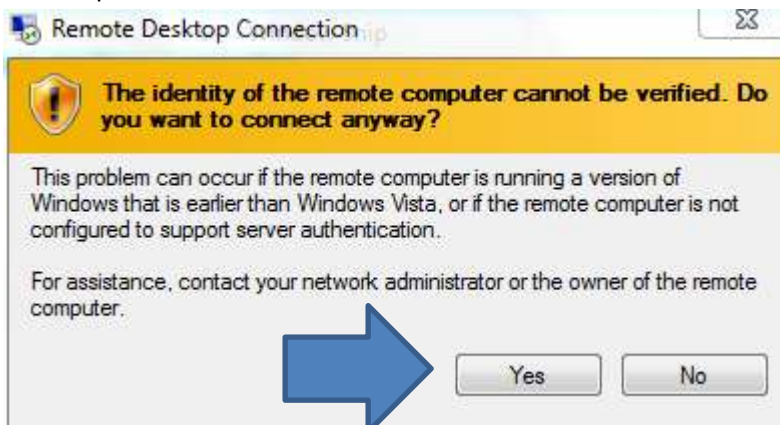 Remote Desktop Connection
The identity of the remote computer cannot be verified. Do
you want to connect anyway?
This problem can occur if the remote computer is running a version of
Windows that is earlier than Windows Vista, or if the remote computer is not
configured to support server authentication.
For assistance, contact your network administrator or the owner of the remote
computer.
Yes No